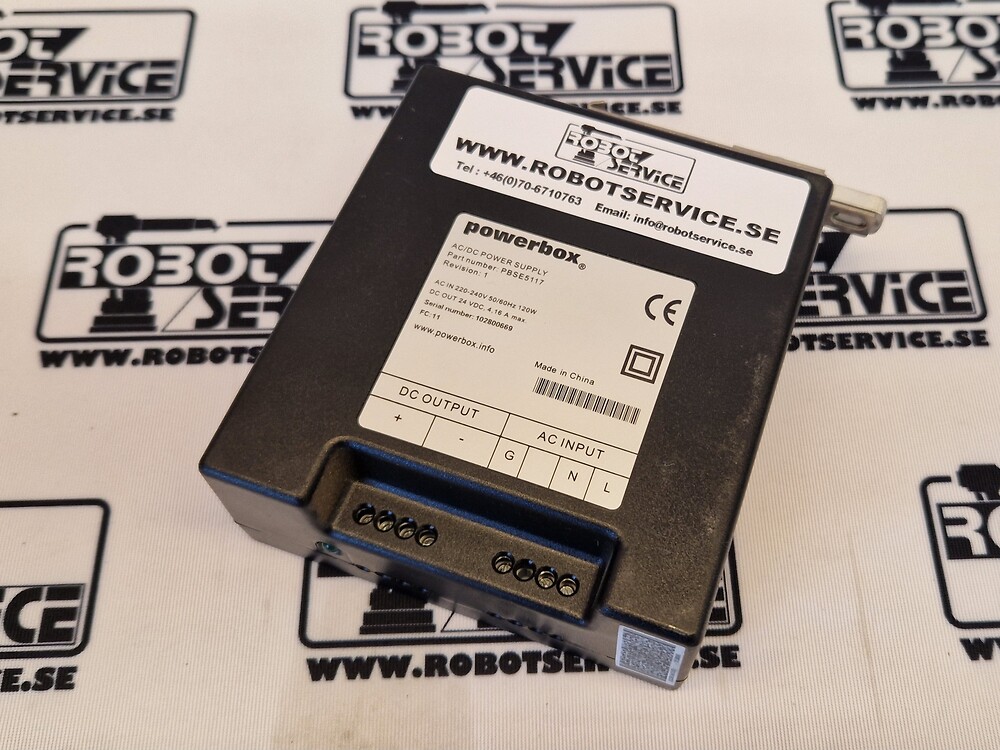 ROBOT
SERVICE
WWW.ROBOTSERVICE.SE
Tel : +46(0)70-6710763 Email: info@robotservice.se
powerbox®
AC/DC POWER SUPPLY
Part number: PBSE5117
Revision: 1
AC IN 220-240V 50/60Hz 120W
DC OUT 24 VDC, 4,16 A max.
Serial number: 102800669
FC:11
www.powerbox.info
CE
Made in China
DC OUTPUT AC INPUT
+ - G N L
ROBOT
SERVICE
WWW.ROBOTSERVICE.SE
ROBOT
SERVICE
WWW.ROBOTSERVICE.SE
ROBOT
WWW.ROBOTS
SERVICE
WWW.ROBOTSERVICE.SE